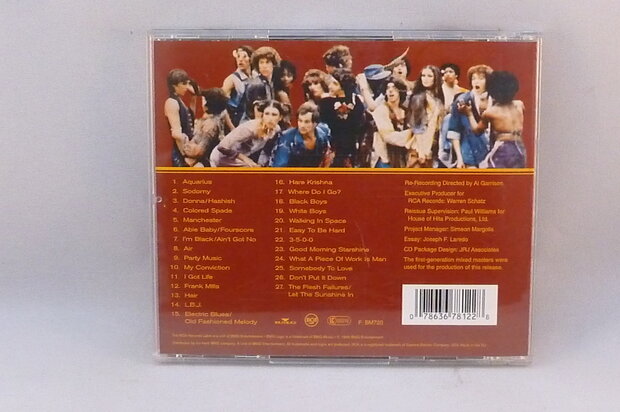 1. Aquarius
2. Sodomy
3. Donna/Hashish
4. Colored Spade
5. Manchester
6. Abie Baby/Fourscore
7. I'm Black/Ain't Got No
8. Air
9. Party Music
10. My Conviction
11. I Got Life
12. Frank Mills
13. Hair
14. L.B.J.
15. Electric Blues/
Old Fashioned Melody
16. Hare Krishna
17. Where Do I Go?
18. Black Boys
19. White Boys
20. Walking In Space
21. Easy To Be Hard
22. 3-5-0-0
23. Good Morning Starshine
24. What A Piece Of Work Is Man
25. Somebody To Love
26. Don't Put It Down
27. The Flesh Failures/
Let The Sunshine In
Re-Recording Directed by Al Garrison
Executive Producer for
RCA Records: Warren Schatz
Reissue Supervision: Paul Williams for
House of Hits Productions, Ltd.
Project Manager: Simeon Margolis
Essay: Joseph F. Laredo
CD Package Design: JRJ Associates
The first-generation mixed masters were
used for the production of this release.
RCA
F: BM720
0 78636 78122 6